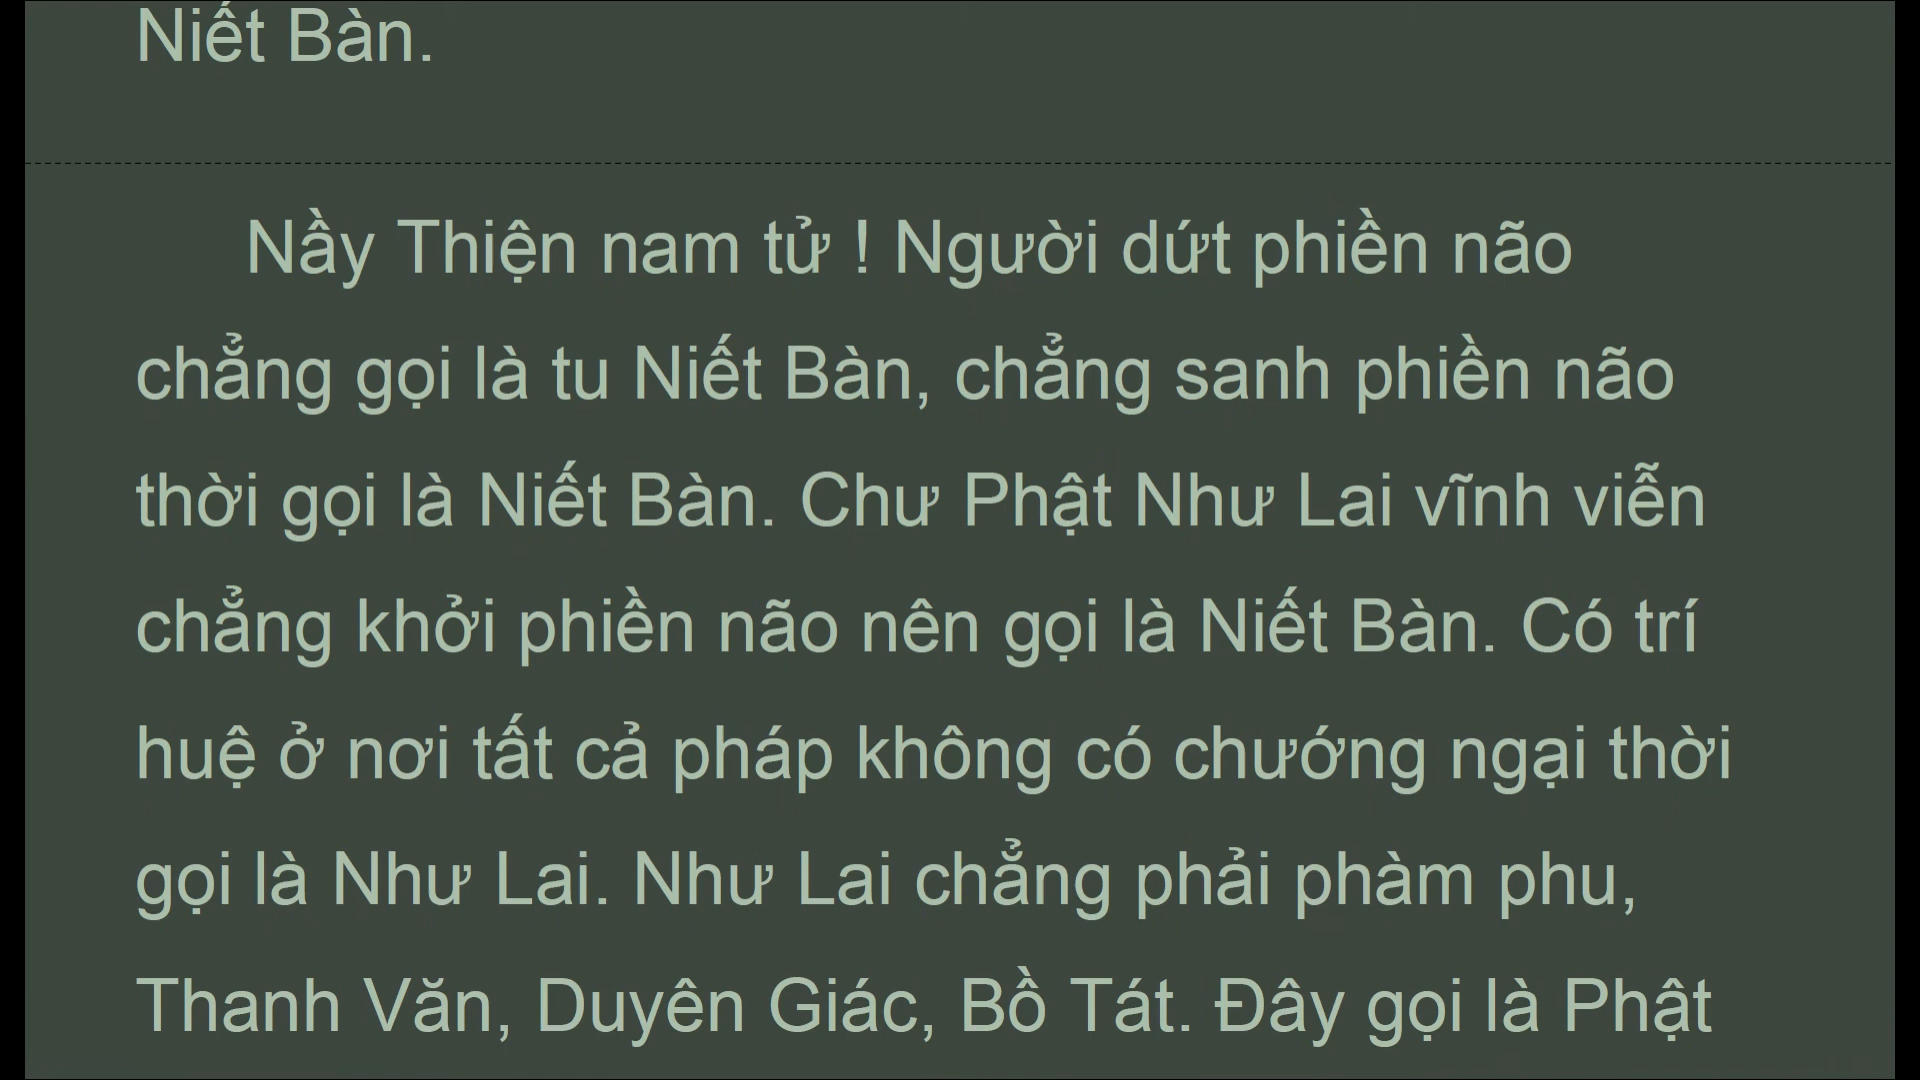 Niết Bàn.
Nầy Thiện nam tử ! Người dứt phiền não
chẳng gọi là tu Niết Bàn, chẳng sanh phiền não
thời gọi là Niết Bàn. Chư Phật Như Lai vĩnh viễn
chẳng khởi phiền não nên gọi là Niết Bàn. Có trí
huệ ở nơi tất cả pháp không có chướng ngại thời
gọi là Như Lai. Như Lai chẳng phải phàm phu,
Thanh Văn, Duyên Giác, Bồ Tát. Đây gọi là Phật